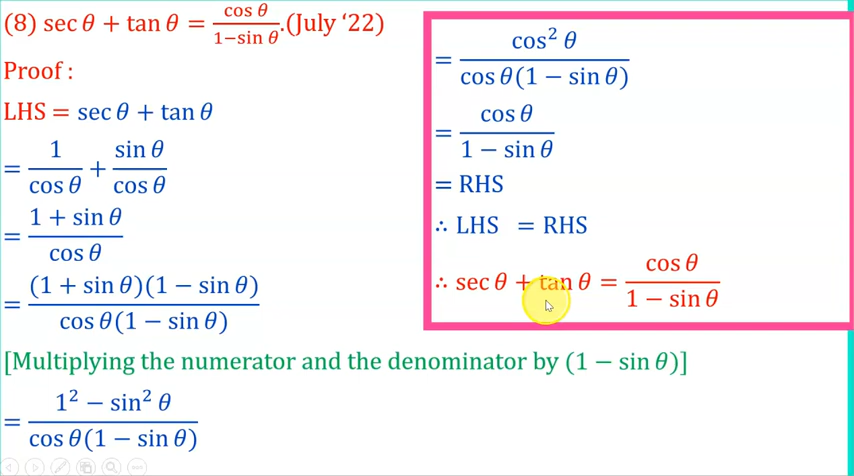 (8) sec θ + tan θ = cos θ / 1−sin θ .(July ‘22)
Proof :
LHS = sec θ + tan θ
= 1 / cos θ + sin θ / cos θ
= 1 + sin θ / cos θ
= (1 + sin θ)(1 − sin θ) / cos θ(1 − sin θ)
[Multiplying the numerator and the denominator by (1 − sin θ)]
= 1² − sin² θ / cos θ(1 − sin θ)
= cos² θ / cos θ(1 − sin θ)
= cos θ / 1 − sin θ
= RHS
∴ LHS = RHS
∴ sec θ + tan θ = cos θ / 1 − sin θ